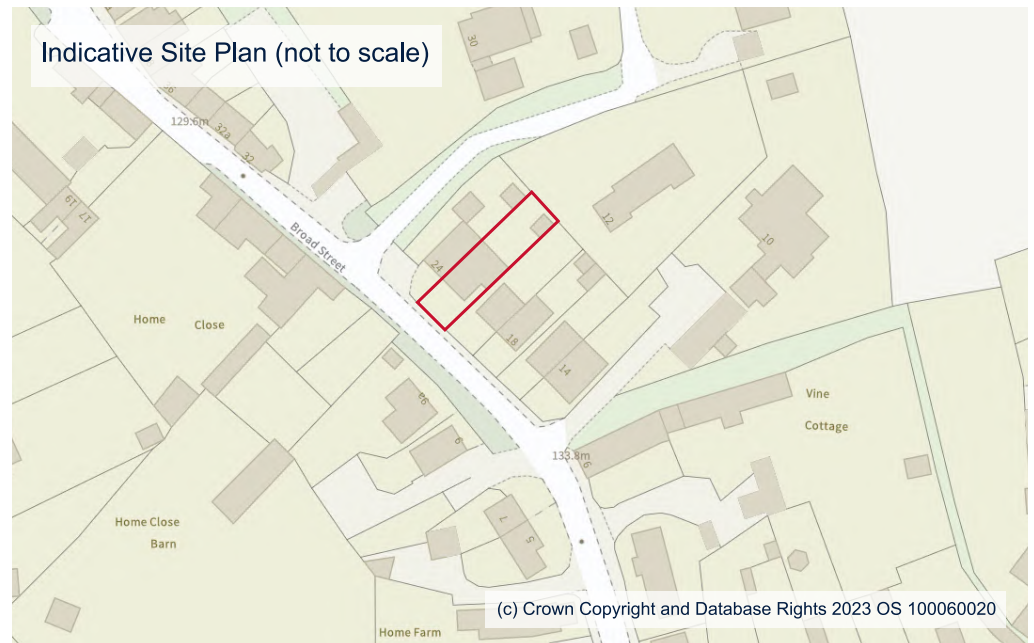 Indicative Site Plan (not to scale)
30
129.6m
32a
32
19
17
Broad Street
12
10
24
Home Close
18
14
9a
9
Vine
Cottage
133.8m
6
7
5
Home Close
Barn
(c) Crown Copyright and Database Rights 2023 OS 100060020
Home Farm